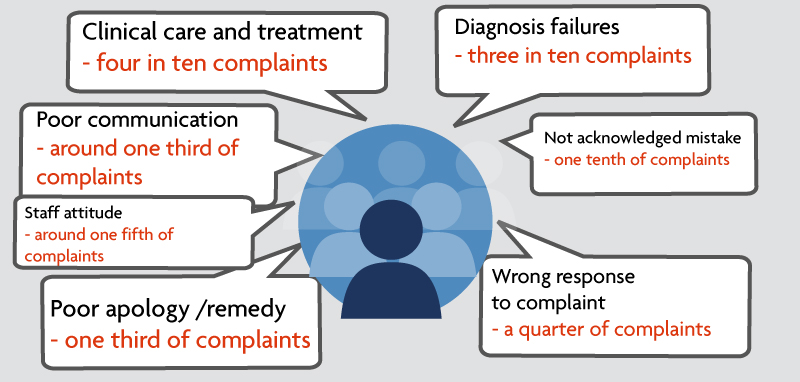 Clinical care and treatment
- four in ten complaints
Diagnosis failures
- three in ten complaints
Poor communication
- around one third of
complaints
Not acknowledged mistake
- one tenth of complaints
Staff attitude
- around one fifth of
complaints
Poor apology /remedy
- one third of complaints
Wrong response
to complaint
- a quarter of complaints